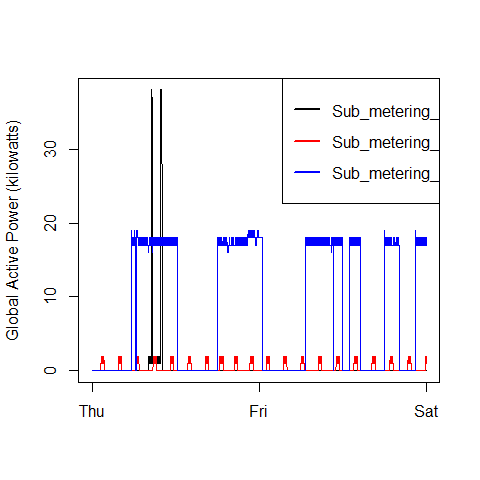 Global Active Power (kilowatts)
30
20
10
0
Sub_metering_
Sub_metering_
Sub_metering_
Thu
Fri
Sat